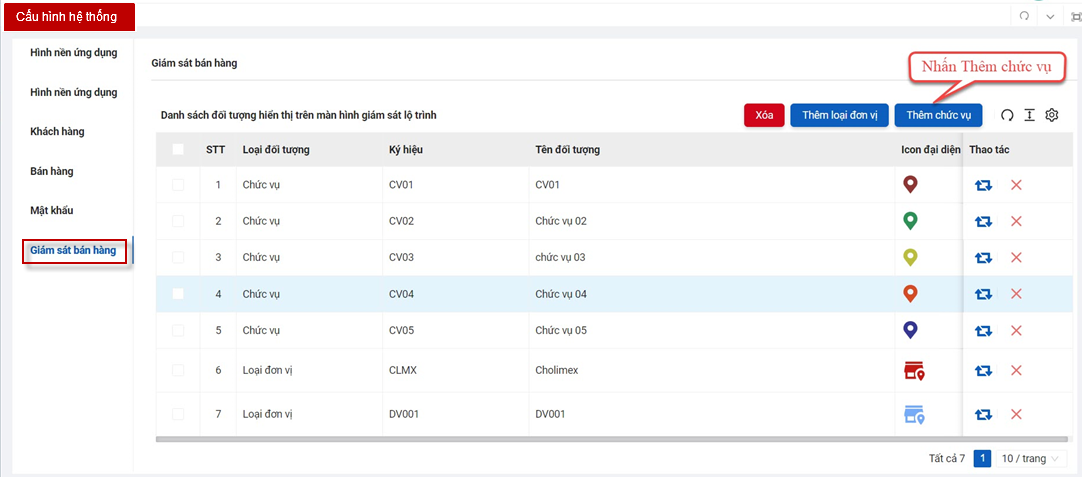 Cấu hình hệ thống
Hình nền ứng dụng
Hình nền ứng dụng
Khách hàng
Bán hàng
Mật khẩu
Giám sát bán hàng
Giám sát bán hàng
Nhấn Thêm chức vụ
Danh sách đối tượng hiển thị trên màn hình giám sát lộ trình
Xóa Thêm loại đơn vị Thêm chức vụ
STT Loại đối tượng Ký hiệu Tên đối tượng Icon đại diện Thao tác
1 Chức vụ CV01 CV01
2 Chức vụ CV02 Chức vụ 02
3 Chức vụ CV03 chức vụ 03
4 Chức vụ CV04 Chức vụ 04
5 Chức vụ CV05 Chức vụ 05
6 Loại đơn vị CLMX Cholimex
7 Loại đơn vị DV001 DV001
Tất cả 7 1 10 / trang